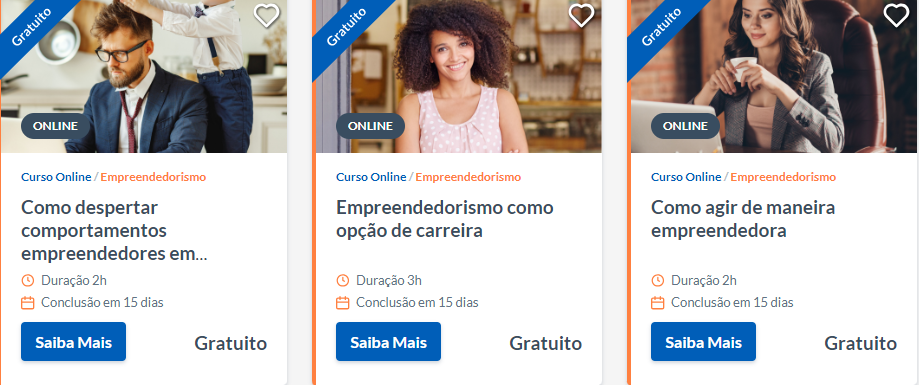 Gratuito
ONLINE
Curso Online / Empreendedorismo
Como despertar
comportamentos
empreendedores em...
Duração 2h
Conclusão em 15 dias
Saiba Mais
Gratuito
Gratuito
ONLINE
Curso Online / Empreendedorismo
Empreendedorismo como
opção de carreira
Duração 3h
Conclusão em 15 dias
Saiba Mais
Gratuito
Gratuito
ONLINE
Curso Online / Empreendedorismo
Como agir de maneira
empreendedora
Duração 2h
Conclusão em 15 dias
Saiba Mais
Gratuito